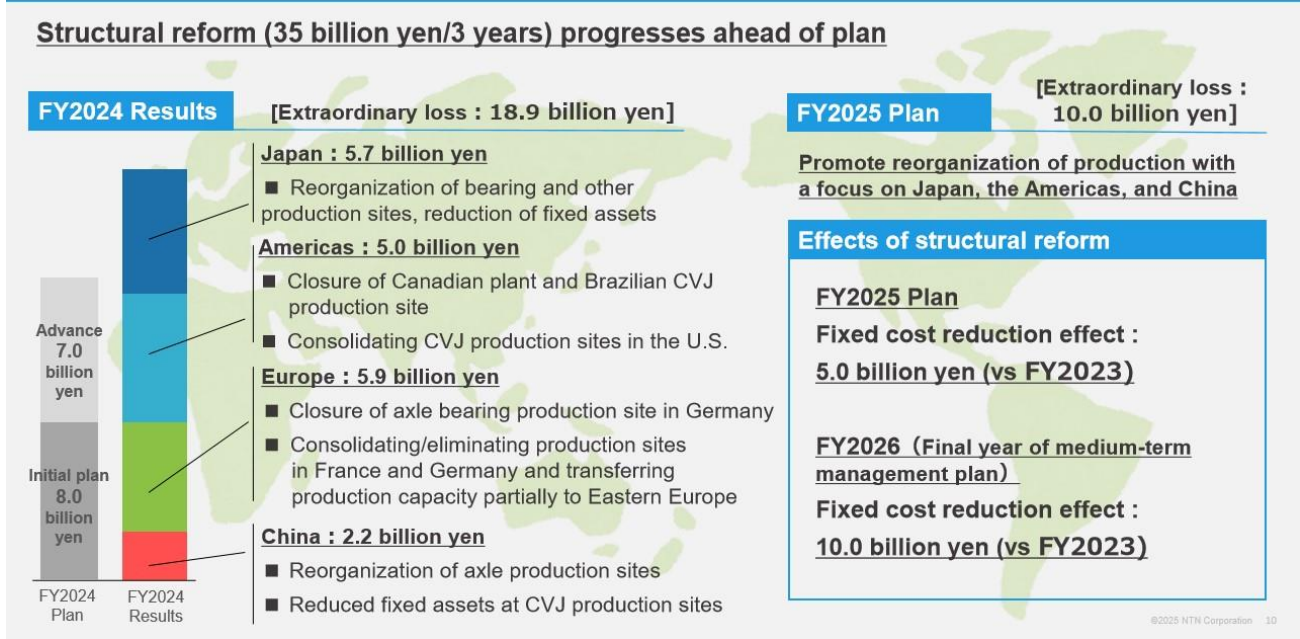 Structural reform (35 billion yen/3 years) progresses ahead of plan
FY2024 Results
[Extraordinary loss : 18.9 billion yen]
Japan : 5.7 billion yen
■ Reorganization of bearing and other
production sites, reduction of fixed assets
Americas : 5.0 billion yen
■ Closure of Canadian plant and Brazilian CVJ
production site
■ Consolidating CVJ production sites in the U.S.
Europe : 5.9 billion yen
■ Closure of axle bearing production site in Germany
■ Consolidating/eliminating production sites
in France and Germany and transferring
production capacity partially to Eastern Europe
China : 2.2 billion yen
■ Reorganization of axle production sites
■ Reduced fixed assets at CVJ production sites
Advance
7.0
billion
yen
Initial plan
8.0
billion
yen
FY2024
Plan
FY2024
Results
FY2025 Plan
[Extraordinary loss :
10.0 billion yen]
Promote reorganization of production with
a focus on Japan, the Americas, and China
Effects of structural reform
FY2025 Plan
Fixed cost reduction effect :
5.0 billion yen (vs FY2023)
FY2026（Final year of medium-term
management plan）
Fixed cost reduction effect :
10.0 billion yen (vs FY2023)
©2025 NTN Corporation 10